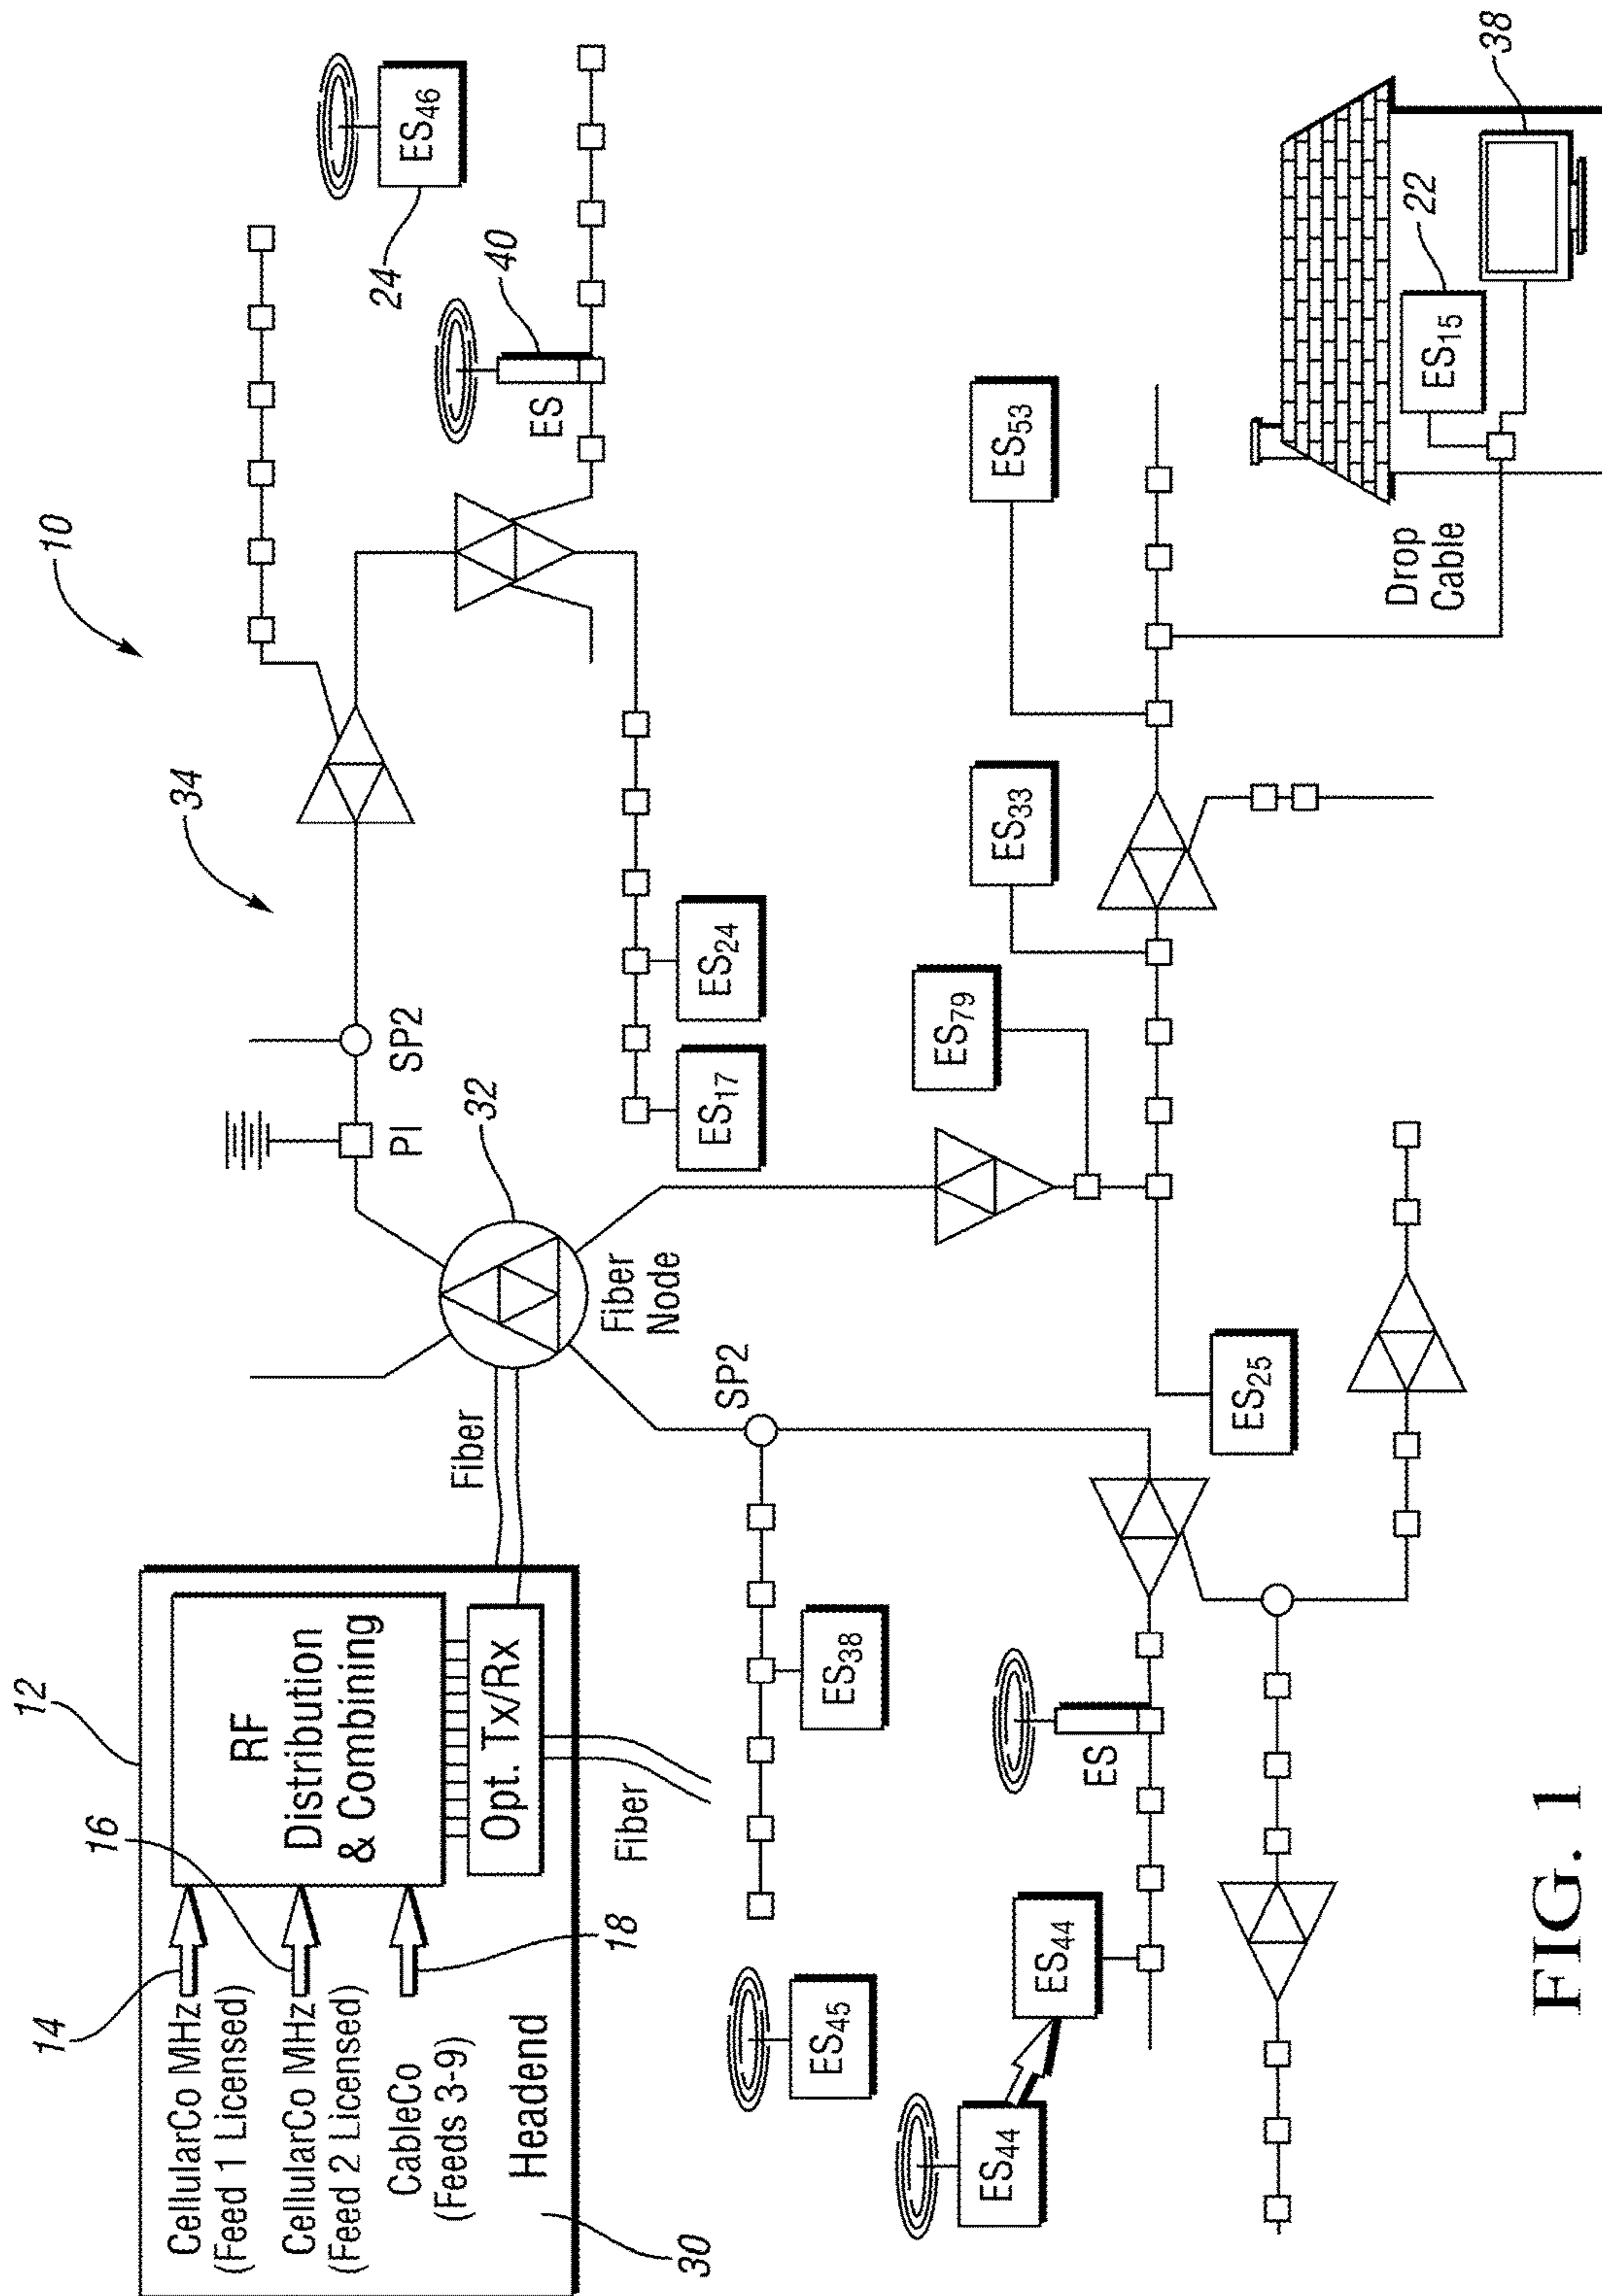 12
14
CellularCo MHz
(Feed 1 Licensed)
16
CellularCo MHz
(Feed 2 Licensed)
CableCo
(Feeds 3-9)
18
Headend
30
RF
Distribution
& Combining
Opt. Tx/Rx
Fiber
Fiber
32
Fiber
Node
PI
SP2
34
10
ES46
24
40
ES
ES24
ES17
SP2
ES38
ES45
ES44
ES44
ES
ES25
ES79
ES33
ES53
Drop
Cable
ES15
22
38
FIG. 1